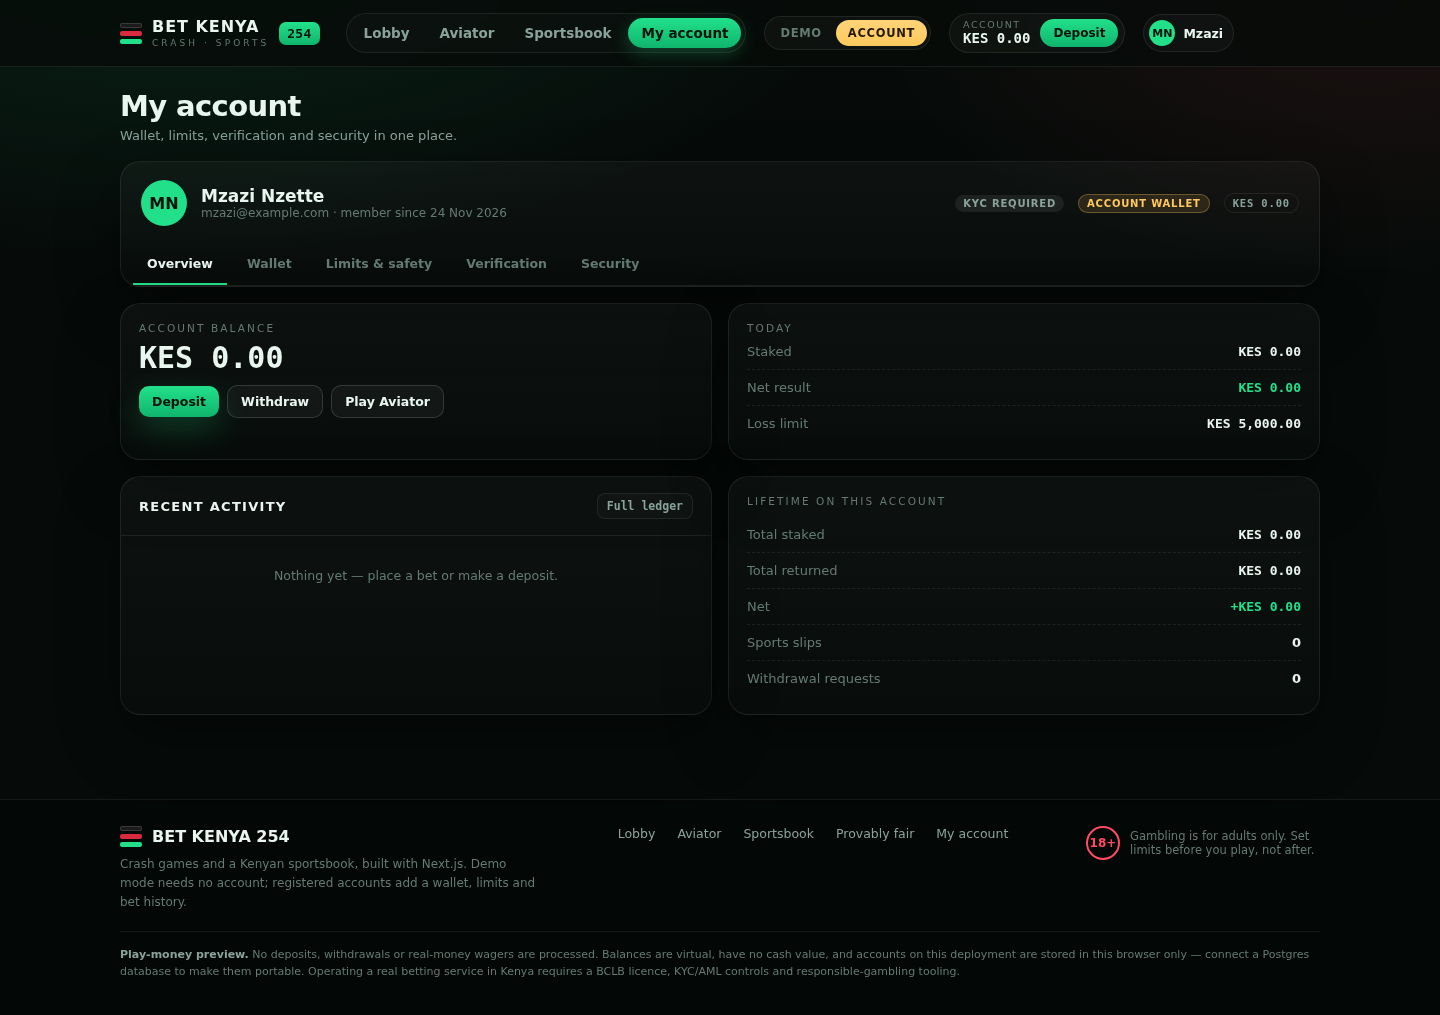 BET KENYA
CRASH · SPORTS
254
Lobby
Aviator
Sportsbook
My account
DEMO
ACCOUNT
ACCOUNT
KES 0.00
Deposit
MN
Mzazi
My account
Wallet, limits, verification and security in one place.
MN
Mzazi Nzette
mzazi@example.com · member since 24 Nov 2026
KYC REQUIRED
ACCOUNT WALLET
KES 0.00
Overview
Wallet
Limits & safety
Verification
Security
ACCOUNT BALANCE
KES 0.00
Deposit
Withdraw
Play Aviator
TODAY
Staked KES 0.00
Net result KES 0.00
Loss limit KES 5,000.00
RECENT ACTIVITY
Full ledger
Nothing yet — place a bet or make a deposit.
LIFETIME ON THIS ACCOUNT
Total staked KES 0.00
Total returned KES 0.00
Net +KES 0.00
Sports slips 0
Withdrawal requests 0
BET KENYA 254
Crash games and a Kenyan sportsbook, built with Next.js. Demo
mode needs no account; registered accounts add a wallet, limits and
bet history.
Lobby
Aviator
Sportsbook
Provably fair
My account
18+
Gambling is for adults only. Set
limits before you play, not after.
Play-money preview. No deposits, withdrawals or real-money wagers are processed. Balances are virtual, have no cash value, and accounts on this deployment are stored in this browser only — connect a Postgres
database to make them portable. Operating a real betting service in Kenya requires a BCLB licence, KYC/AML controls and responsible-gambling tooling.